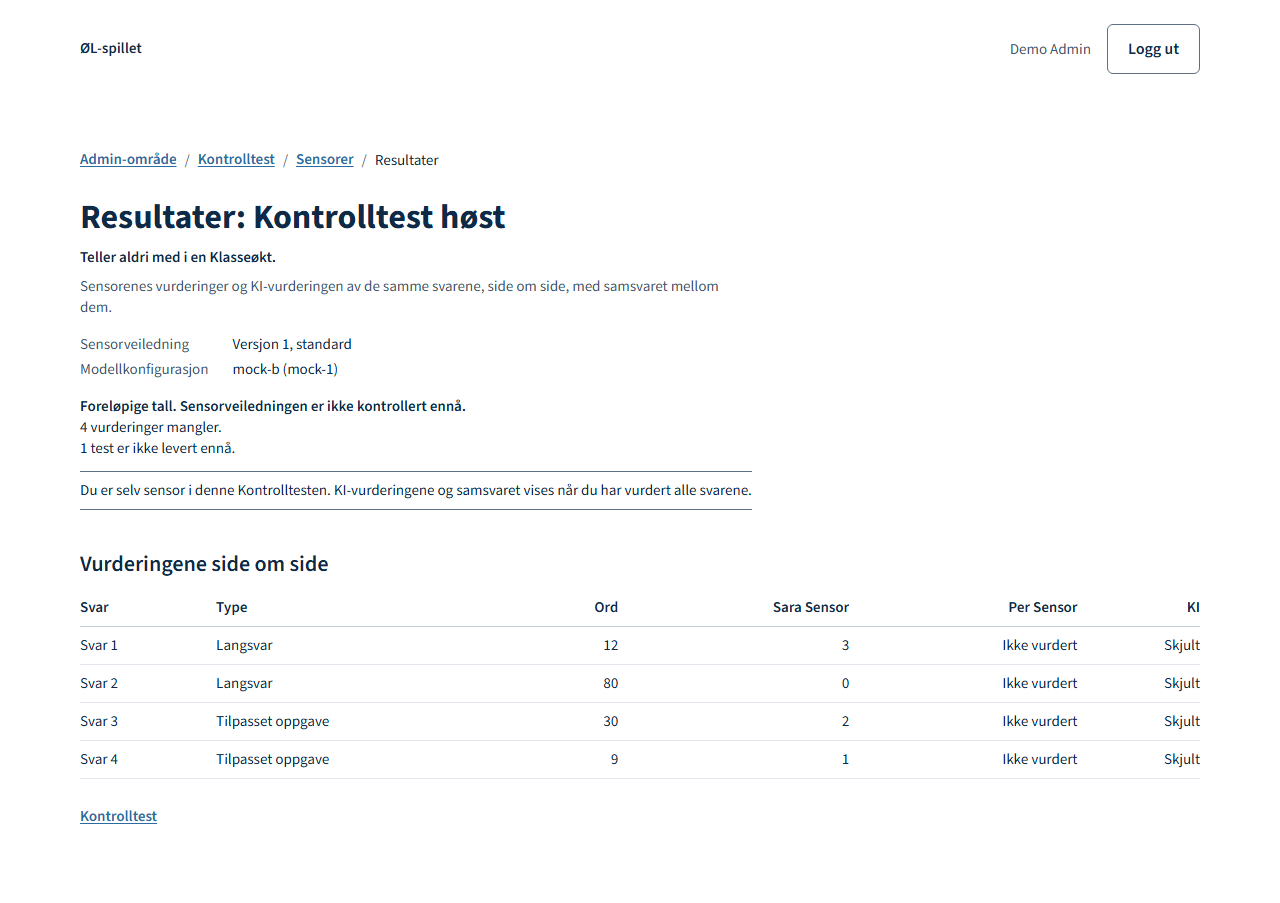 ØL-spillet
Demo Admin
Logg ut
Admin-område / Kontrolltest / Sensorer / Resultater
Resultater: Kontrolltest høst
Teller aldri med i en Klasseøkt.
Sensorenes vurderinger og KI-vurderingen av de samme svarene, side om side, med samsvaret mellom
dem.
Sensorveiledning Versjon 1, standard
Modellkonfigurasjon mock-b (mock-1)
Foreløpige tall. Sensorveiledningen er ikke kontrollert ennå.
4 vurderinger mangler.
1 test er ikke levert ennå.
Du er selv sensor i denne Kontrolltesten. KI-vurderingene og samsvaret vises når du har vurdert alle svarene.
Vurderingene side om side
Svar Type Ord Sara Sensor Per Sensor KI
Svar 1 Langsvar 12 3 Ikke vurdert Skjult
Svar 2 Langsvar 80 0 Ikke vurdert Skjult
Svar 3 Tilpasset oppgave 30 2 Ikke vurdert Skjult
Svar 4 Tilpasset oppgave 9 1 Ikke vurdert Skjult
Kontrolltest